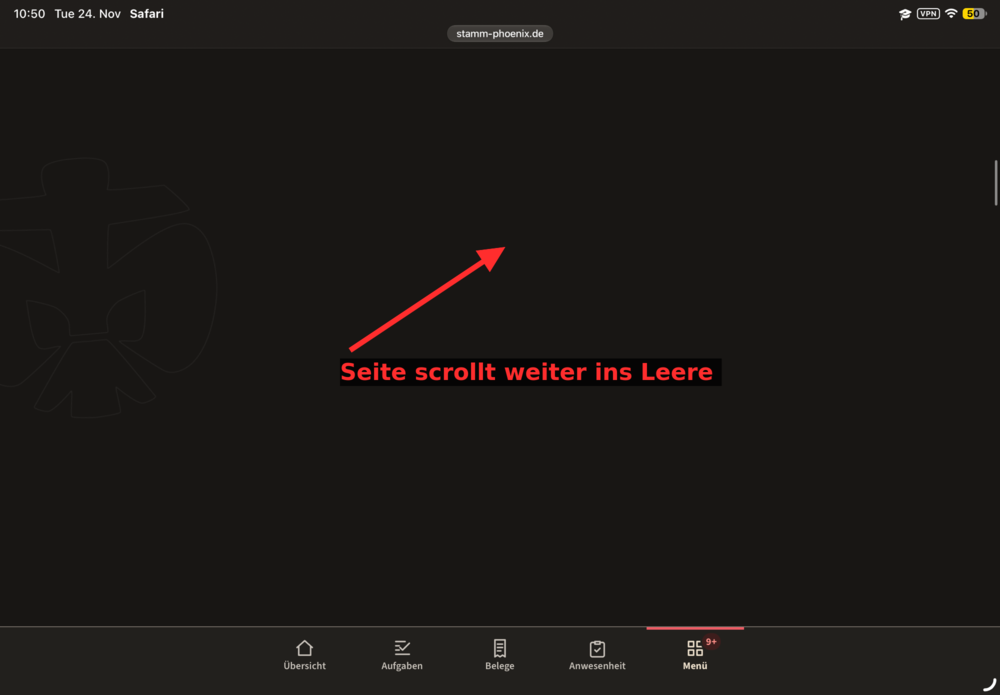 10:50 Tue 24. Nov Safari VPN 50
stamm-phoenix.de
Seite scrollt weiter ins Leere
9+
Übersicht Aufgaben Belege Anwesenheit Menü